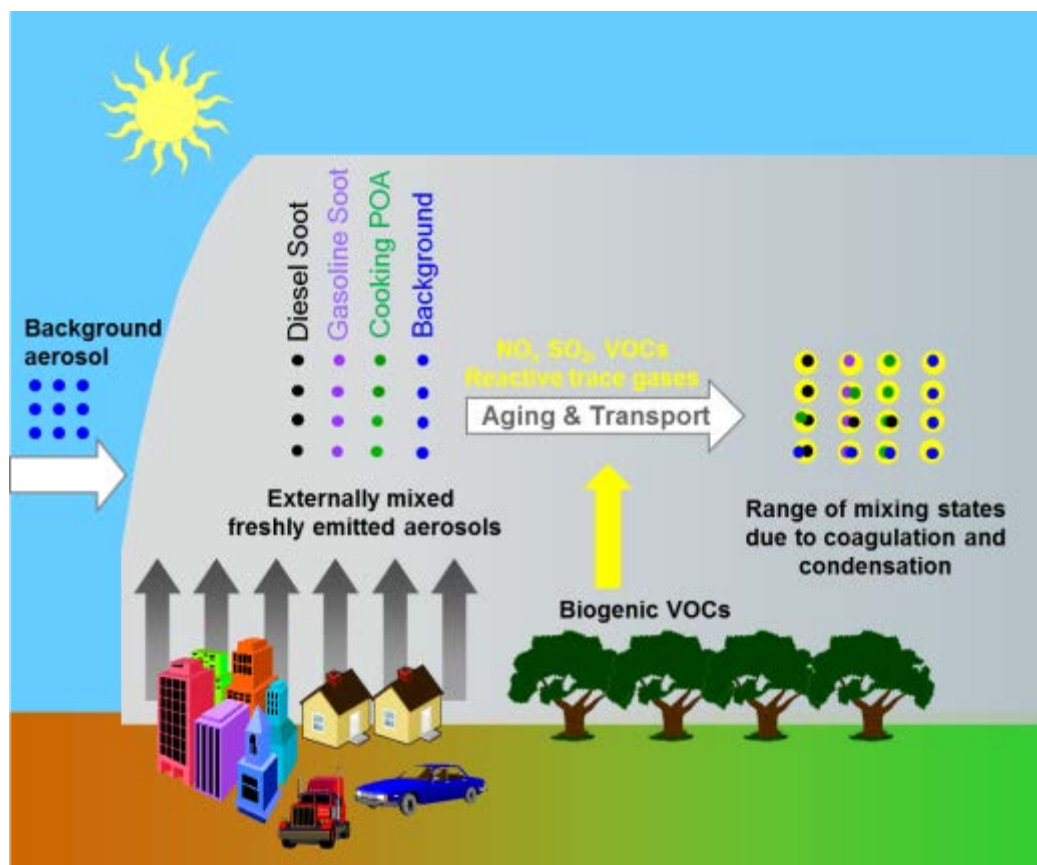 Diesel Soot
Gasoline Soot
Cooking POA
Background
Background
aerosol
NOx, SO2, VOCs
Reactive trace gases
Aging & Transport
Externally mixed
freshly emitted aerosols
Range of mixing states
due to coagulation and
condensation
Biogenic VOCs